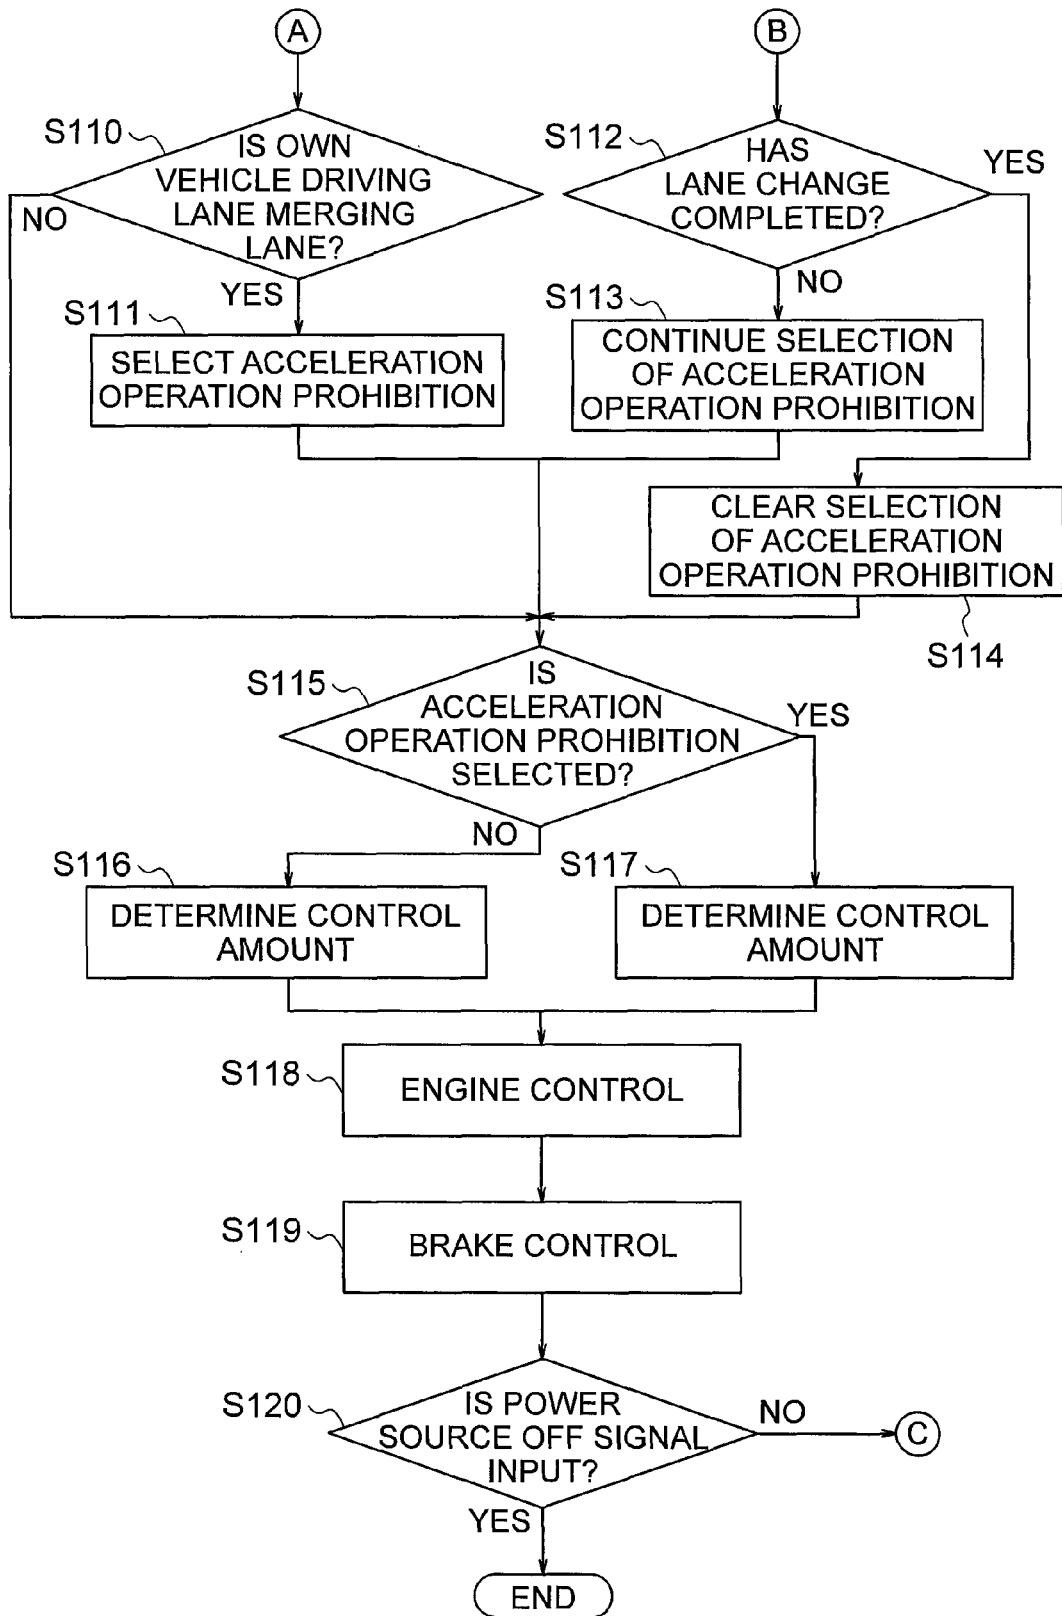 A
B
S110
IS OWN
VEHICLE DRIVING
LANE MERGING
LANE?
NO
YES
S111
SELECT ACCELERATION
OPERATION PROHIBITION
S112
HAS
LANE CHANGE
COMPLETED?
YES
NO
S113
CONTINUE SELECTION
OF ACCELERATION
OPERATION PROHIBITION
CLEAR SELECTION
OF ACCELERATION
OPERATION PROHIBITION
S114
S115
IS
ACCELERATION
OPERATION PROHIBITION
SELECTED?
YES
NO
S116
DETERMINE CONTROL
AMOUNT
S117
DETERMINE CONTROL
AMOUNT
S118
ENGINE CONTROL
S119
BRAKE CONTROL
S120
IS POWER
SOURCE OFF SIGNAL
INPUT?
NO
C
YES
END